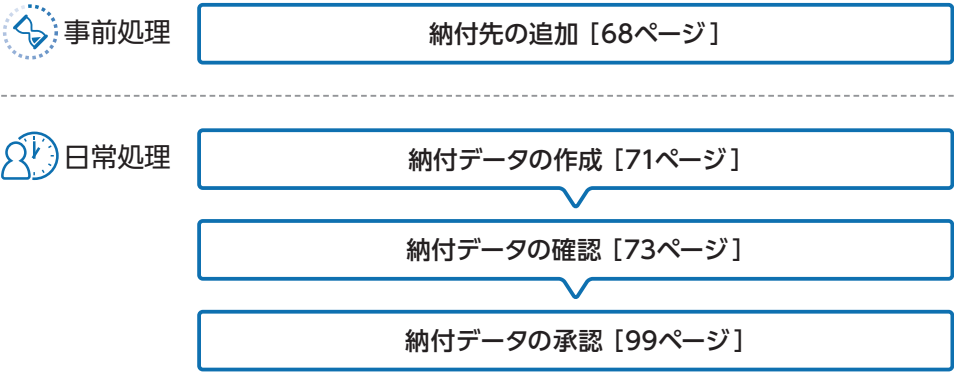 事前処理
納付先の追加［68ページ］
日常処理
納付データの作成［71ページ］
納付データの確認［73ページ］
納付データの承認［99ページ］